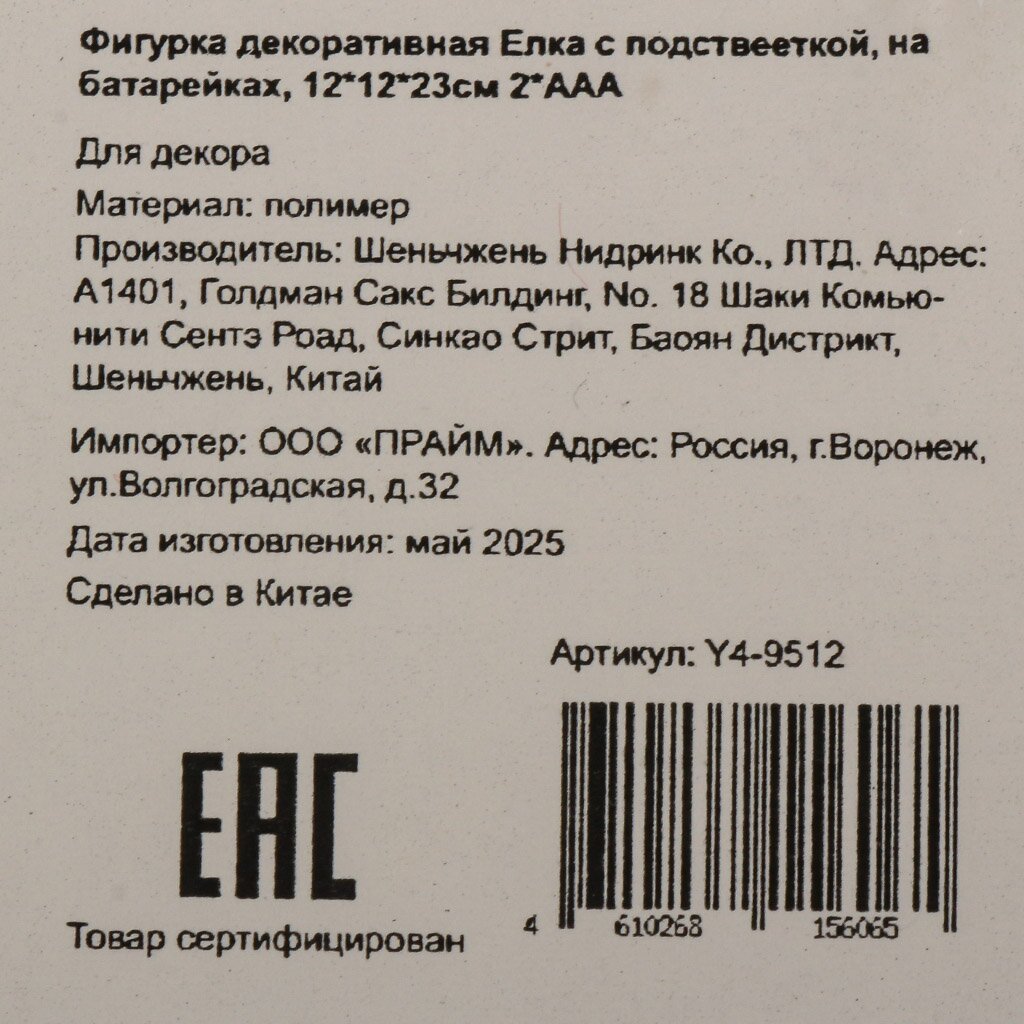 Фигурка декоративная Елка с подствееткой, на
батарейках, 12*12*23см 2*ААА
Для декора
Материал: полимер
Производитель: Шеньчжень Нидринк Ко., ЛТД. Адрес:
А1401, Голдман Сакс Билдинг, No. 18 Шаки Комью-
нити Сентэ Роад, Синкао Стрит, Баоян Дистрикт,
Шеньчжень, Китай
Импортер: ООО «ПРАЙМ». Адрес: Россия, г.Воронеж,
ул.Волгоградская, д.32
Дата изготовления: май 2025
Сделано в Китае
Артикул: Y4-9512
EAC
Товар сертифицирован
4 610268 156065